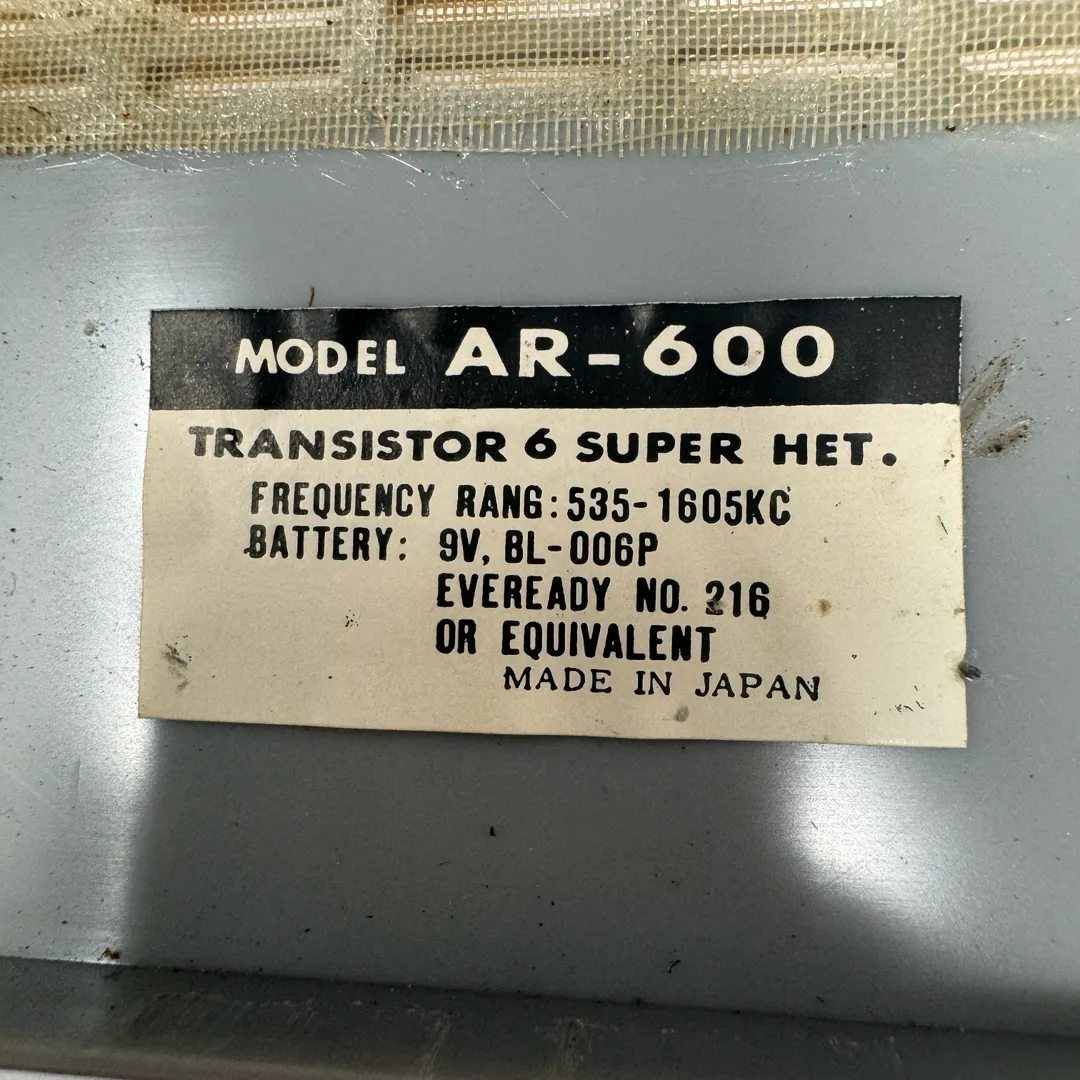 MODEL AR-600
TRANSISTOR 6 SUPER HET.
FREQUENCY RANG: 535-1605KC
BATTERY: 9V, BL-006P
EVEREADY NO. 216
OR EQUIVALENT
MADE IN JAPAN